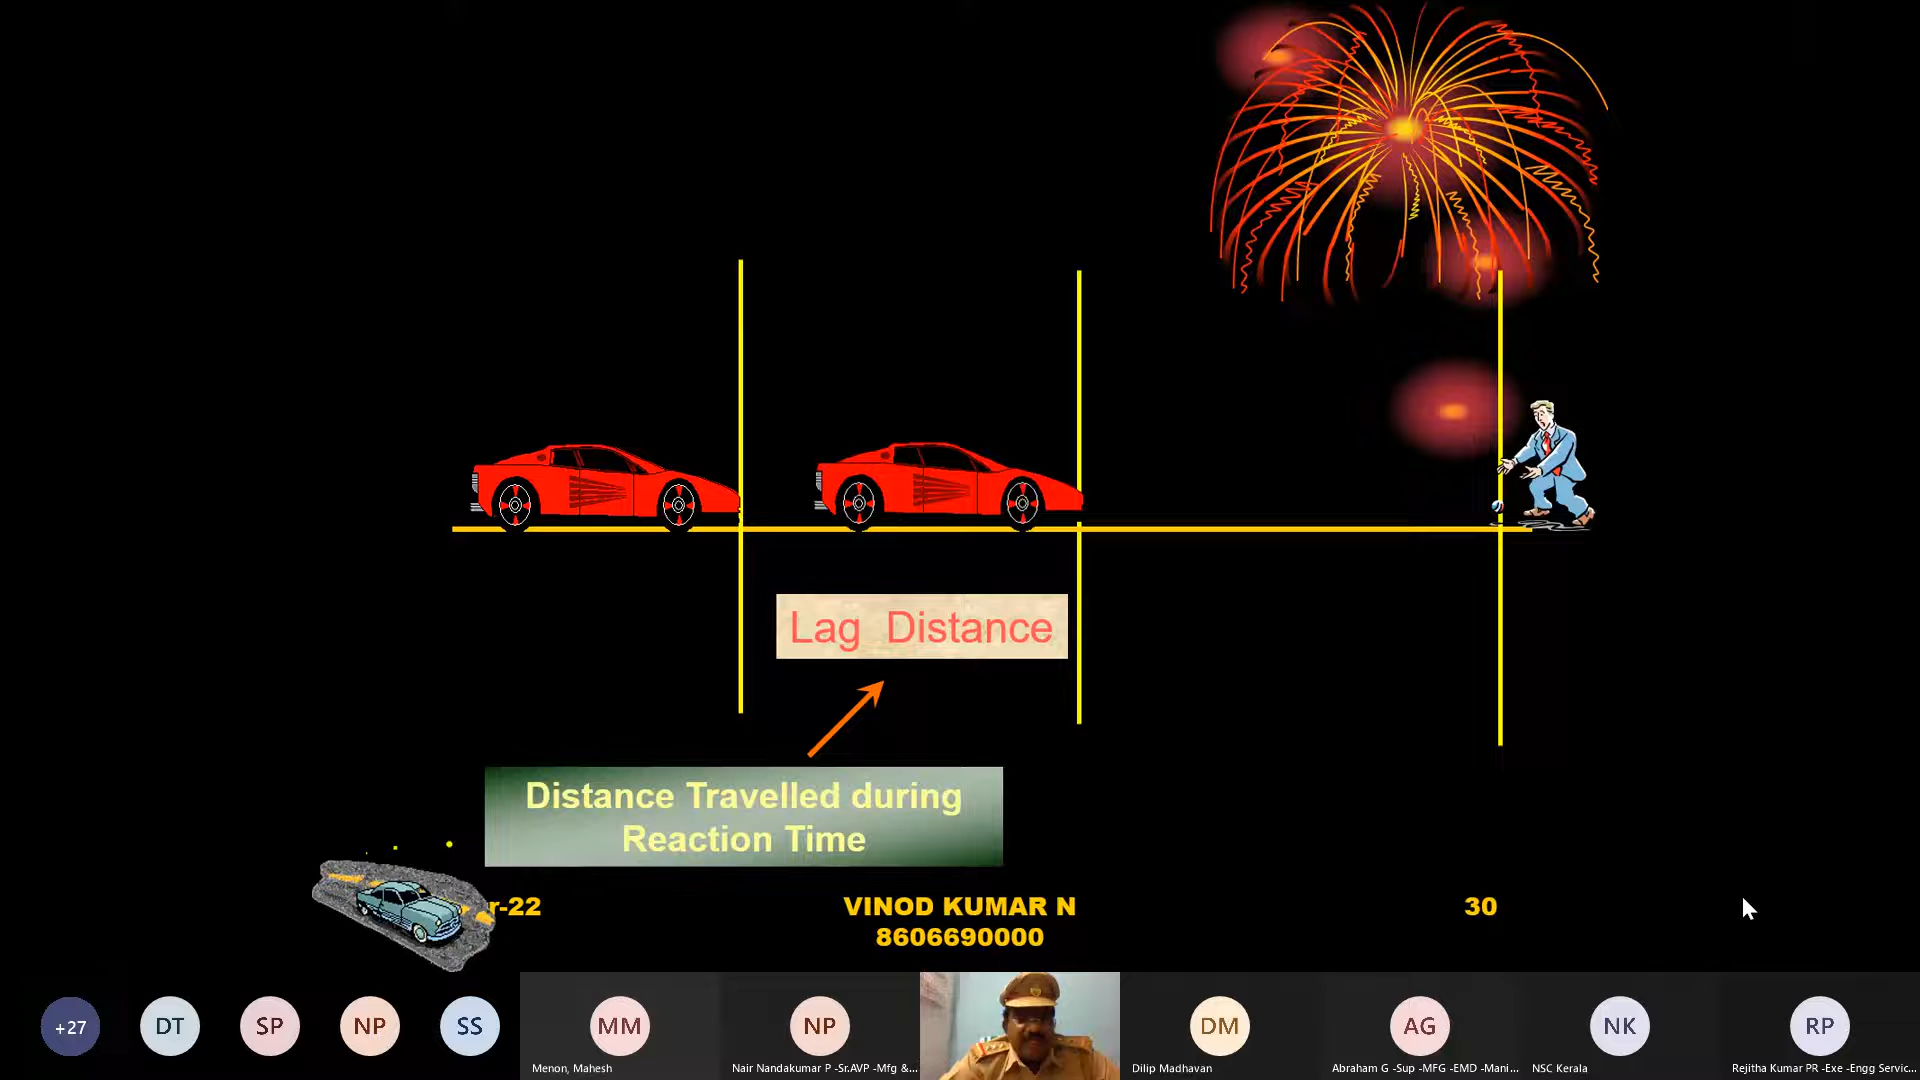 Lag Distance
Distance Travelled during
Reaction Time
r-22
VINOD KUMAR N
8606690000
30
+27
DT
SP
NP
SS
MM
NP
DM
AG
NK
RP
Menon, Mahesh
Nair Nandakumar P -Sr.AVP -Mfg &...
Dilip Madhavan
Abraham G -Sup -MFG -EMD -Mani...
NSC Kerala
Rejitha Kumar PR -Exe -Engg Servic...